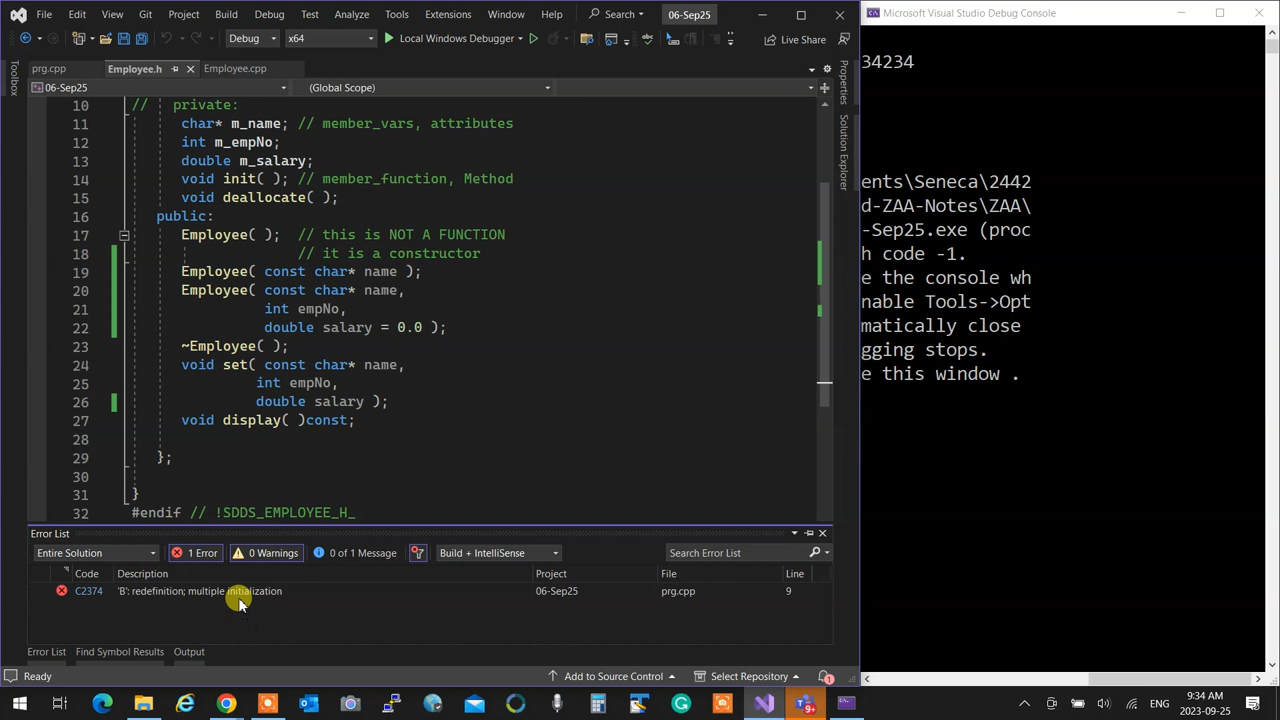 File Edit View Git Project Build Debug Test Analyze Tools Extensions Window Help Search 06-Sep25
Debug x64 Local Windows Debugger Live Share
prg.cpp Employee.h Employee.cpp
06-Sep25 (Global Scope)
Toolbox
Properties
Solution Explorer
10 // private:
11 char* m_name; // member_vars, attributes
12 int m_empNo;
13 double m_salary;
14 void init( ); // member_function, Method
15 void deallocate( );
16 public:
17 Employee( ); // this is NOT A FUNCTION
18 // it is a constructor
19 Employee( const char* name );
20 Employee( const char* name,
21 int empNo,
22 double salary = 0.0 );
23 ~Employee( );
24 void set( const char* name,
25 int empNo,
26 double salary );
27 void display( )const;
28
29 };
30
31 }
32 #endif // !SDDS_EMPLOYEE_H_
Error List
Entire Solution 1 Error 0 Warnings 0 of 1 Message Build + IntelliSense Search Error List
Code Description Project File Line
C2374 'B': redefinition; multiple initialization 06-Sep25 prg.cpp 9
Error List Find Symbol Results Output
Ready Add to Source Control Select Repository 1
Microsoft Visual Studio Debug Console
34234
ents\Seneca\2442
d-ZAA-Notes\ZAA\
-Sep25.exe (proc
h code -1.
e the console wh
nable Tools->Opt
matically close
gging stops.
e this window .
9+ ENG 9:34 AM
2023-09-25